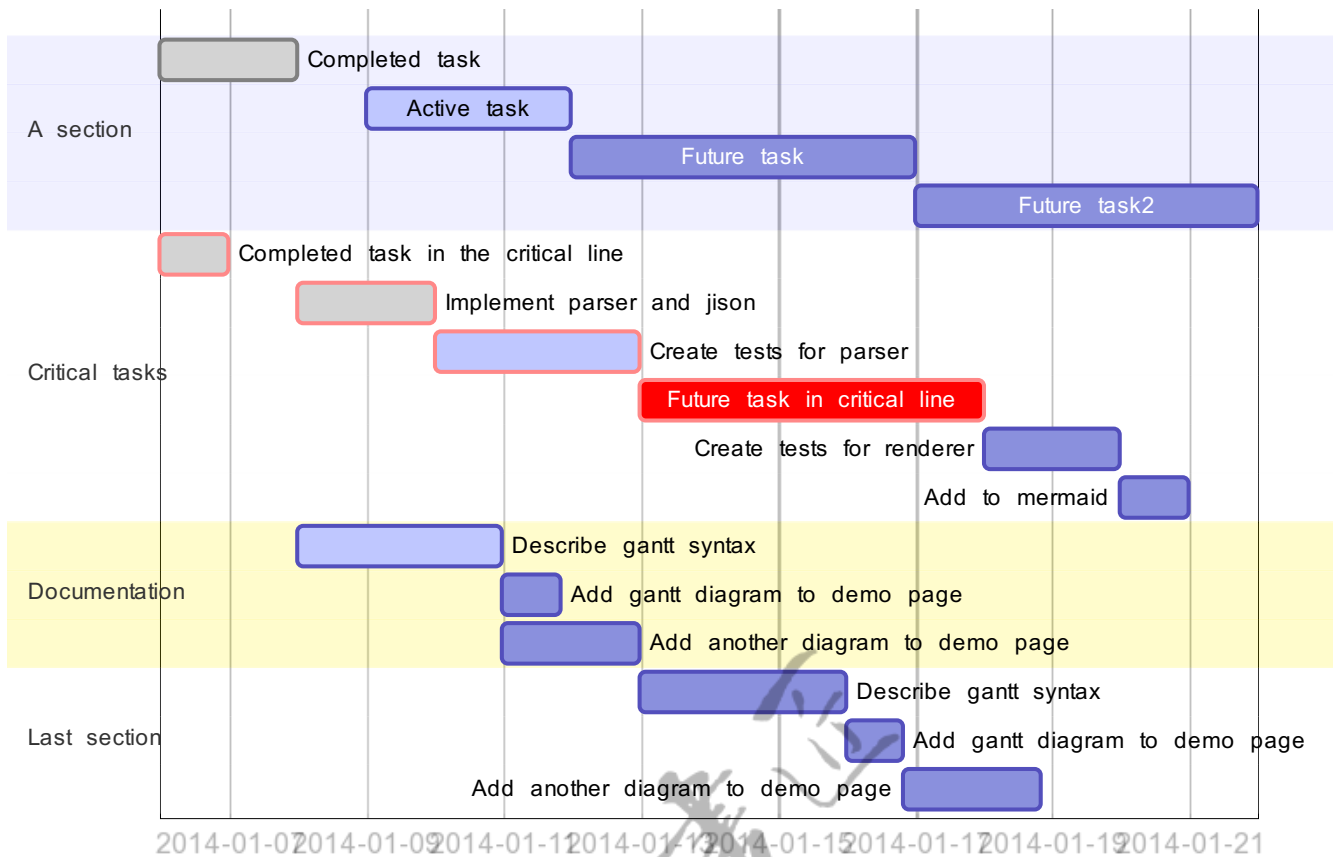 Completed task
Active task
A section
Future task
Future task2
Completed task in the critical line
Implement parser and jison
Create tests for parser
Critical tasks
Future task in critical line
Create tests for renderer
Add to mermaid
Describe gantt syntax
Documentation
Add gantt diagram to demo page
Add another diagram to demo page
Describe gantt syntax
Last section
Add gantt diagram to demo page
Add another diagram to demo page
2014-01-07 2014-01-09 2014-01-11 2014-01-13 2014-01-15 2014-01-17 2014-01-19 2014-01-21